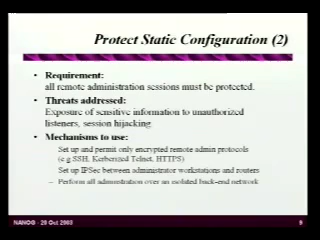 Protect Static Configuration (2)
• Requirement:
all remote administration sessions must be protected.
• Threats addressed:
Exposure of sensitive information to unauthorized
listeners, session hijacking
• Mechanisms to use:
Set up and permit only encrypted remote admin protocols
(e.g SSH, Kerberized Telnet, HTTPS)
Set up IPSec between administrator workstations and routers
– Perform all administration over an isolated back-end network
NANOG - 20 Oct 2003